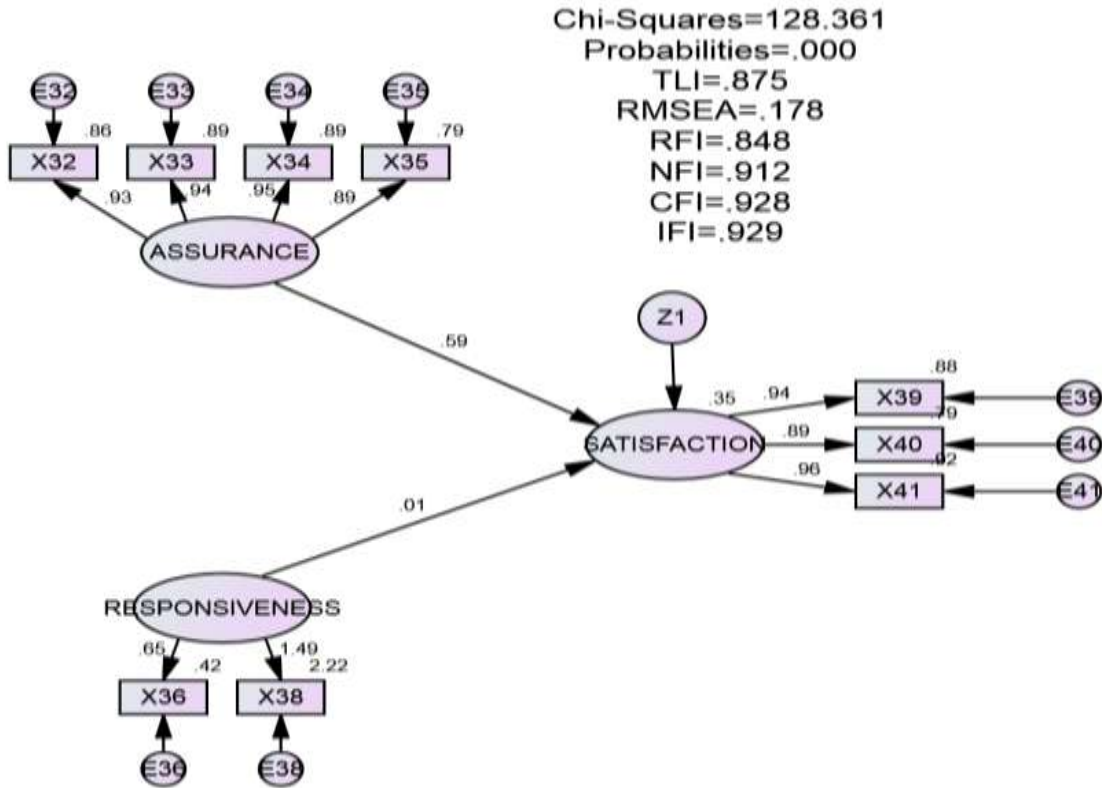 Chi-Squares=128.361
Probabilities=.000
TLI=.875
RMSEA=.178
RFI=.848
NFI=.912
CFI=.928
IFI=.929
E32 E33 E34 E35
.86 .89 .89 .79
X32 X33 X34 X35
.93 .94 .95 .89
ASSURANCE
.59
Z1
.88
.35 .94 X39 E39
.79
SATISFACTION .89 X40 E40
.92
.96 X41 E41
.01
RESPONSIVENESS
.65 1.49
.42 2.22
X36 X38
E36 E38